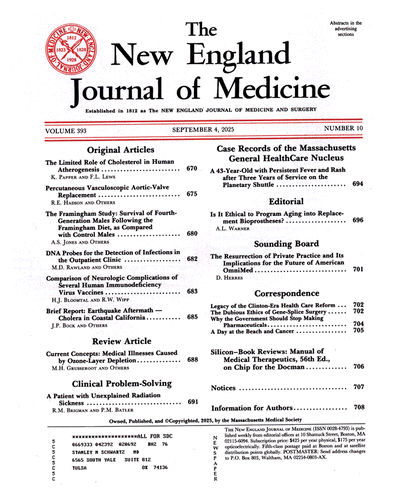 Abstracts in the
advertising
sections
The
New England
Journal of Medicine
Established in 1812 as The NEW ENGLAND JOURNAL OF MEDICINE AND SURGERY
VOLUME 393 SEPTEMBER 4, 2025 NUMBER 10
Original Articles
The Limited Role of Cholesterol in Human
Atherogenesis 670
K. Papper and F.L. Lews
Percutaneous Vasculoscopic Aortic-Valve
Replacement 675
R.E. Hadson and Others
The Framingham Study: Survival of Fourth-
Generation Males Following the
Framingham Diet, as Compared
with Control Males 680
A.S. Jones and Others
DNA Probes for the Detection of Infections in
the Outpatient Clinic 682
M.D. Rawland and Others
Comparison of Neurologic Complications of
Several Human Immunodeficiency
Virus Vaccines 683
H.J. Bloomtal and R.W. Wipp
Brief Report: Earthquake Aftermath —
Cholera in Coastal California 685
J.P. Bock and Others
Review Article
Current Concepts: Medical Illnesses Caused
by Ozone-Layer Depletion 688
M.H. Gruseboot and Others
Clinical Problem-Solving
A Patient with Unexplained Radiation
Sickness 691
R.M. Brigman and P.M. Batler
Case Records of the Massachusetts
General HealthCare Nucleus
A 43-Year-Old with Persistent Fever and Rash
after Three Years of Service on the
Planetary Shuttle 694
Editorial
Is It Ethical to Program Aging into Replace-
ment Bioprostheses? 696
A.L. Warner
Sounding Board
The Resurrection of Private Practice and Its
Implications for the Future of American
OmniMed 701
D. Herres
Correspondence
Legacy of the Clinton-Era Health Care Reform 702
The Dubious Ethics of Gene-Splice Surgery 702
Why the Government Should Stop Making
Pharmaceuticals 704
A Day at the Beach and Cancer 705
Silicon-Book Reviews: Manual of
Medical Therapeutics, 56th Ed.,
on Chip for the Docman 706
Notices 707
Information for Authors 708
Owned, Published, and ©Copyrighted, 2025, by the Massachusetts Medical Society
ALL FOR SDC
0669333 042392 020692 BN2 76
STANLEY M SCHWARTZ MD
6565 SOUTH YALE SUITE 812
TULSA OK 74136
NEWSPAPER
The New England Journal of Medicine (ISSN 0028-4793) is pub-
lished weekly from editorial offices at 10 Shattuck Street, Boston, MA
02115-6094. Subscription price: $425 per year physical, $175 per year
optoelectrically. Fifth-class postage paid at Boston and at satellite
distribution points globally. POSTMASTER: Send address changes
to P.O. Box 803, Waltham, MA 02254-0803-AX.